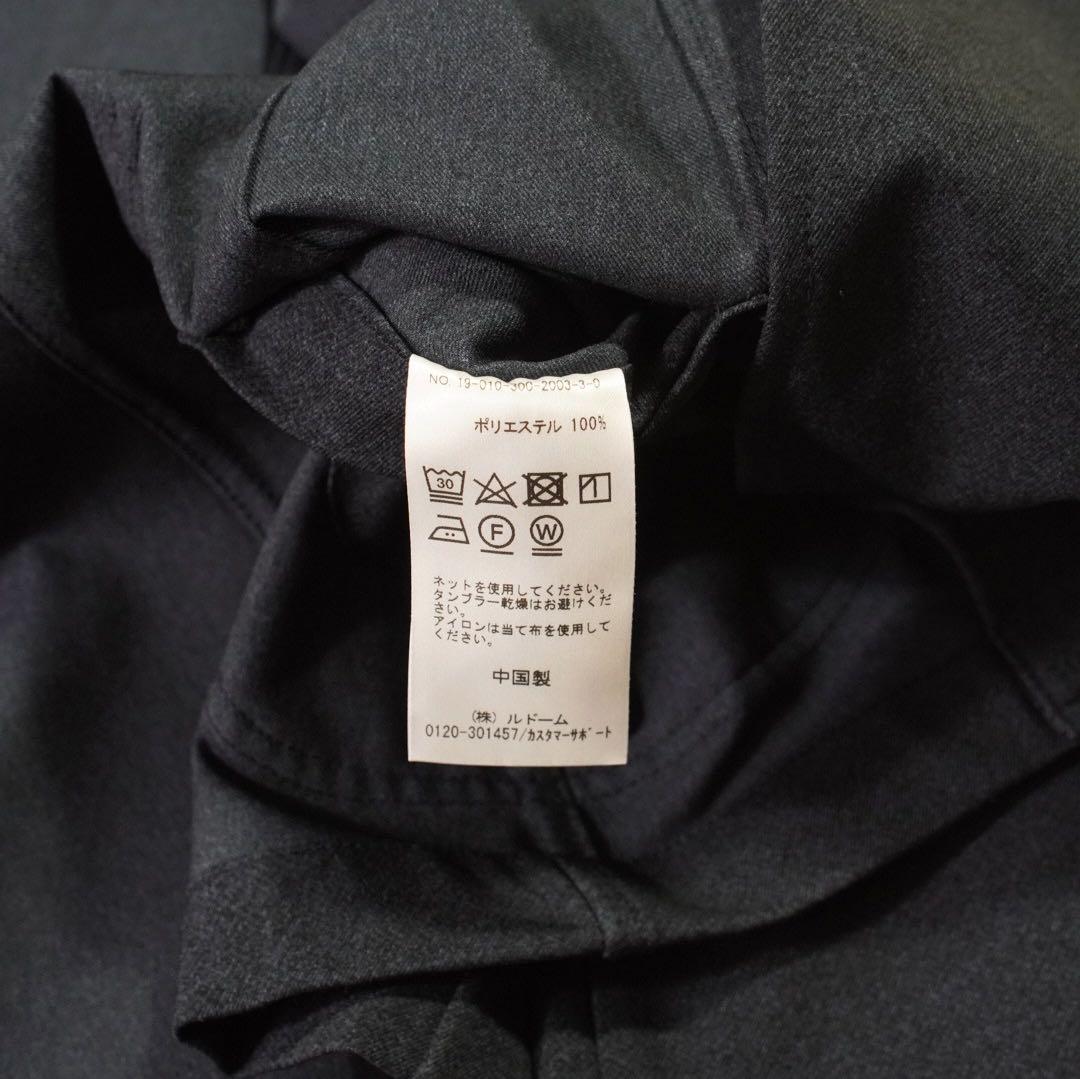 NO. 19-010-300-2003-3-0
ポリエステル 100%
30
F W
ネットを使用してください。
タンブラー乾燥はお避けくだ
さい。
アイロンは当て布を使用して
ください。
中国製
(株) ルドーム
0120-301457/カスタマーサポート